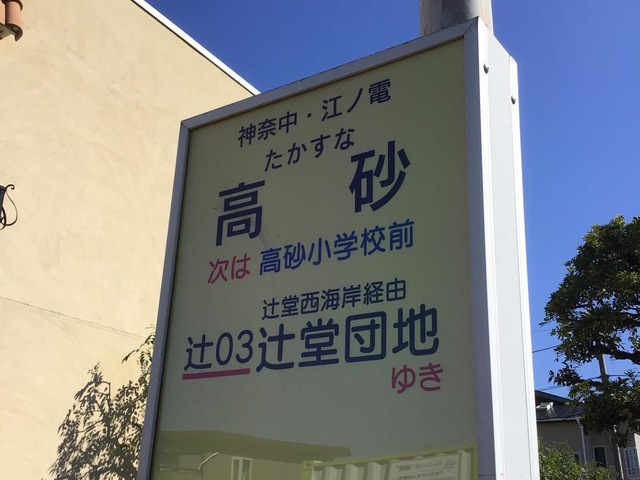 神奈中・江ノ電
たかすな
高砂
次は 高砂小学校前
辻堂西海岸経由
辻03辻堂団地
ゆき